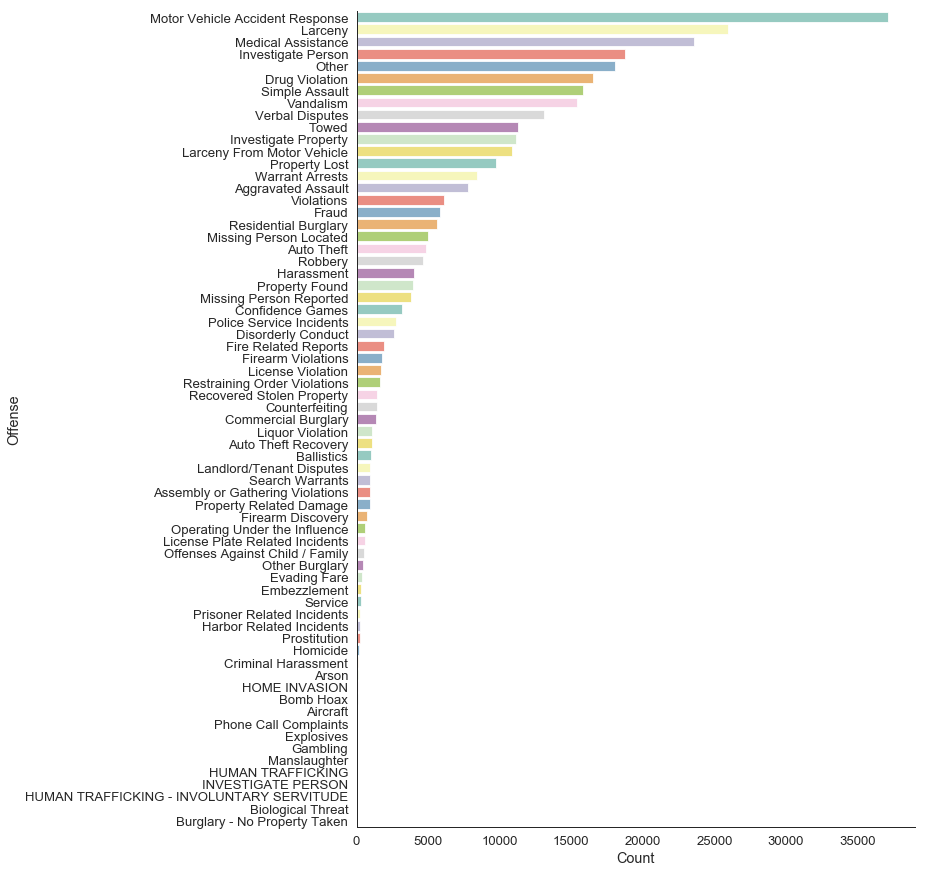 Motor Vehicle Accident Response
Larceny
Medical Assistance
Investigate Person
Other
Drug Violation
Simple Assault
Vandalism
Verbal Disputes
Towed
Investigate Property
Larceny From Motor Vehicle
Property Lost
Warrant Arrests
Aggravated Assault
Violations
Fraud
Residential Burglary
Missing Person Located
Auto Theft
Robbery
Harassment
Property Found
Missing Person Reported
Confidence Games
Police Service Incidents
Disorderly Conduct
Fire Related Reports
Firearm Violations
License Violation
Restraining Order Violations
Recovered Stolen Property
Counterfeiting
Commercial Burglary
Liquor Violation
Auto Theft Recovery
Ballistics
Landlord/Tenant Disputes
Search Warrants
Assembly or Gathering Violations
Property Related Damage
Firearm Discovery
Operating Under the Influence
License Plate Related Incidents
Offenses Against Child / Family
Other Burglary
Evading Fare
Embezzlement
Service
Prisoner Related Incidents
Harbor Related Incidents
Prostitution
Homicide
Criminal Harassment
Arson
HOME INVASION
Bomb Hoax
Aircraft
Phone Call Complaints
Explosives
Gambling
Manslaughter
HUMAN TRAFFICKING
INVESTIGATE PERSON
HUMAN TRAFFICKING - INVOLUNTARY SERVITUDE
Biological Threat
Burglary - No Property Taken
Offense
0 5000 10000 15000 20000 25000 30000 35000
Count